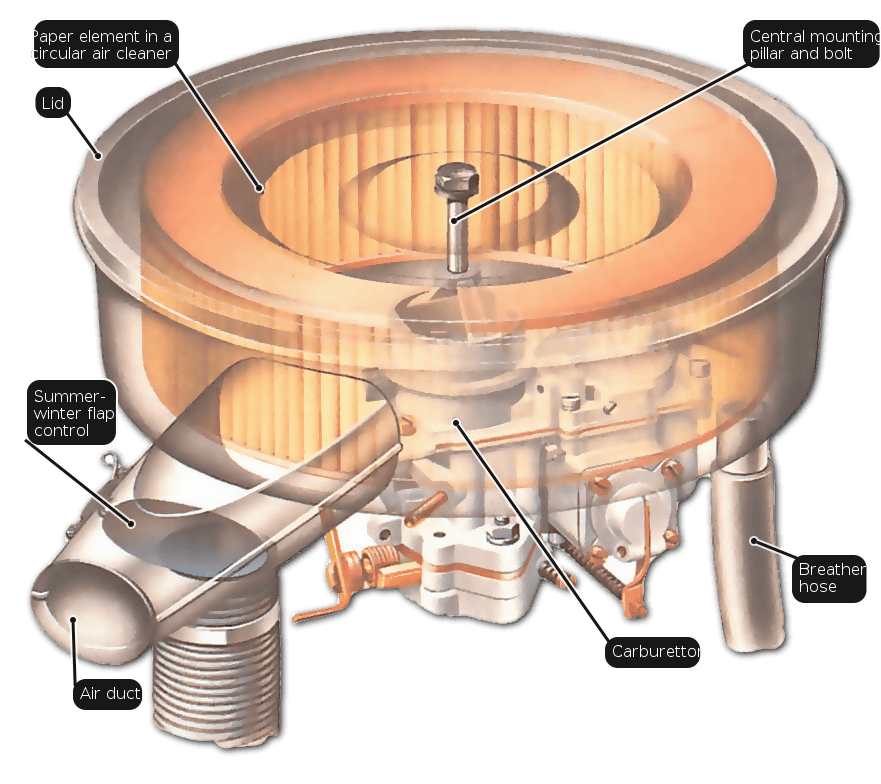 Paper element in a
circular air cleaner
Central mounting
pillar and bolt
Lid
Summer-
winter flap
control
Breather
hose
Carburettor
Air duct